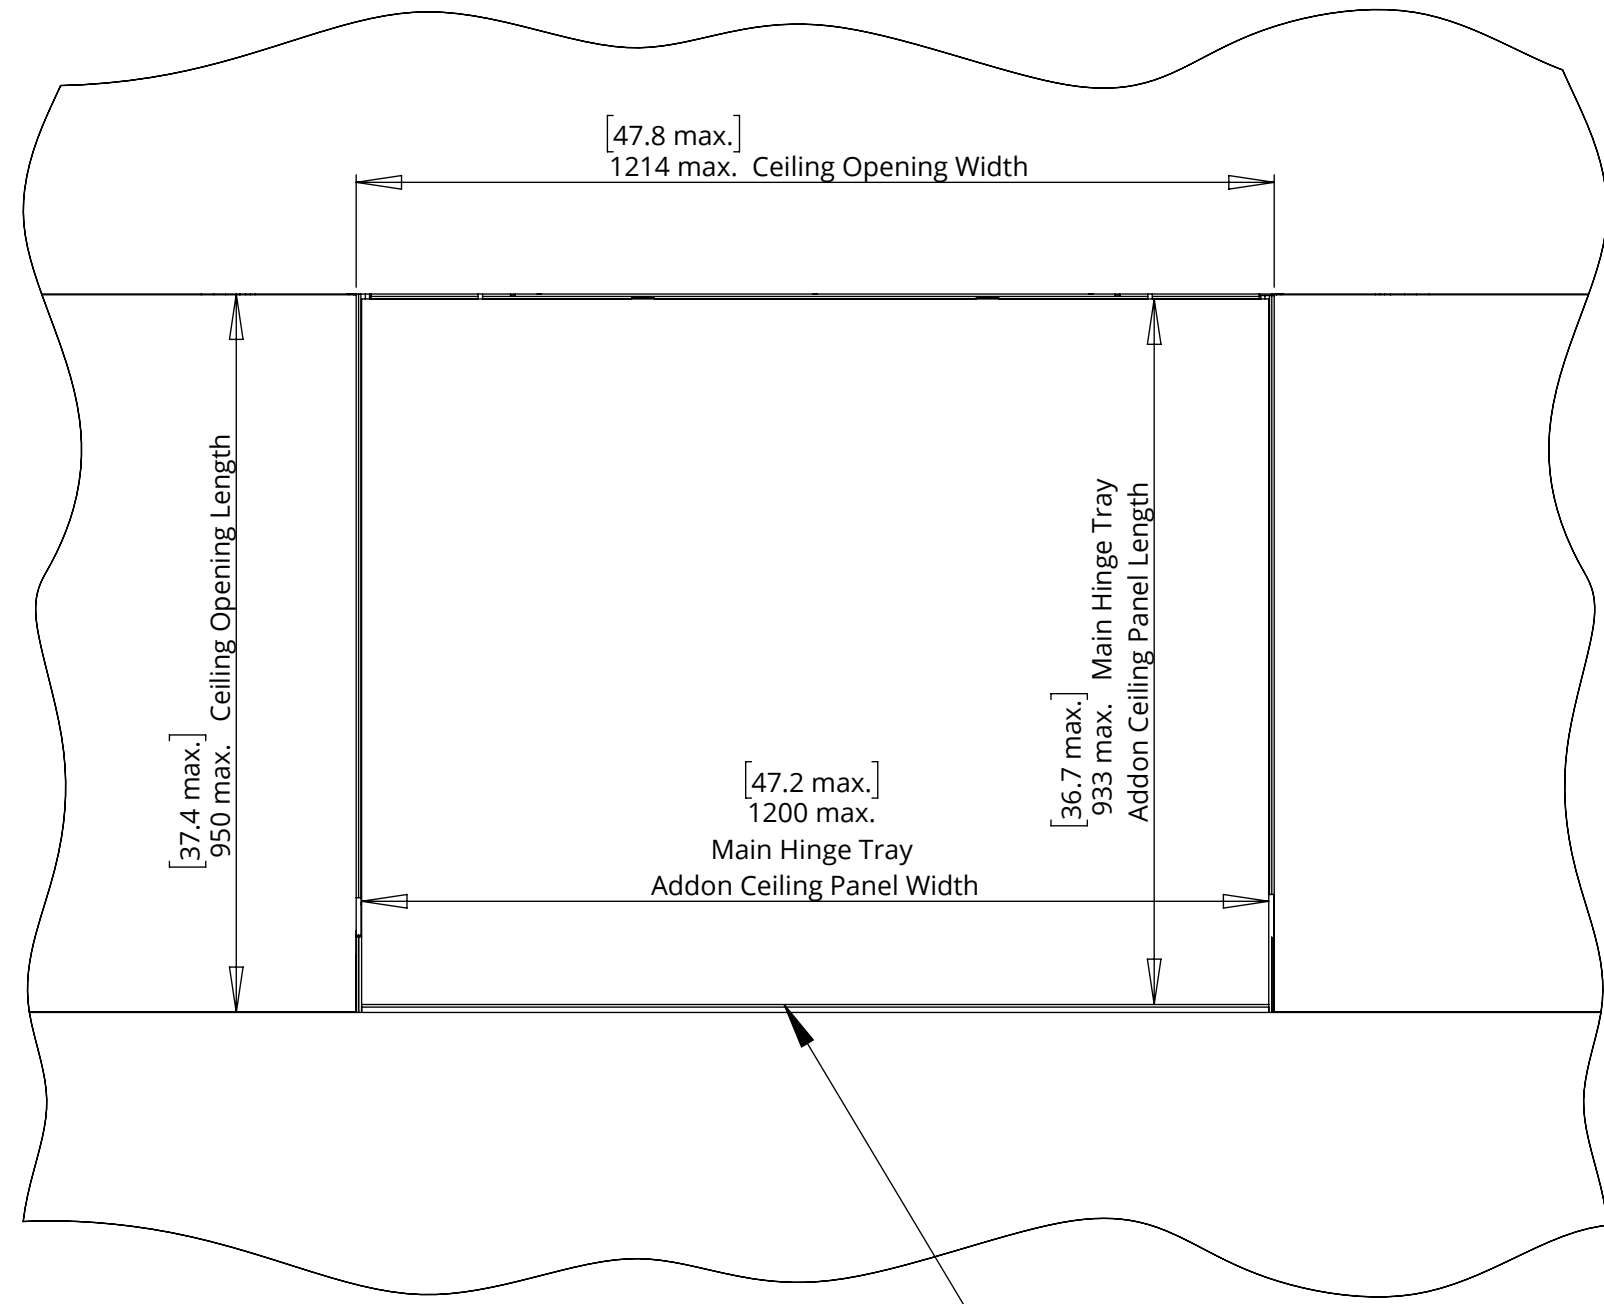 [47.8 max.]
1214 max. Ceiling Opening Width
[37.4 max.]
950 max. Ceiling Opening Length
[36.7 max.]
933 max. Main Hinge Tray
Addon Ceiling Panel Length
[47.2 max.]
1200 max.
Main Hinge Tray
Addon Ceiling Panel Width